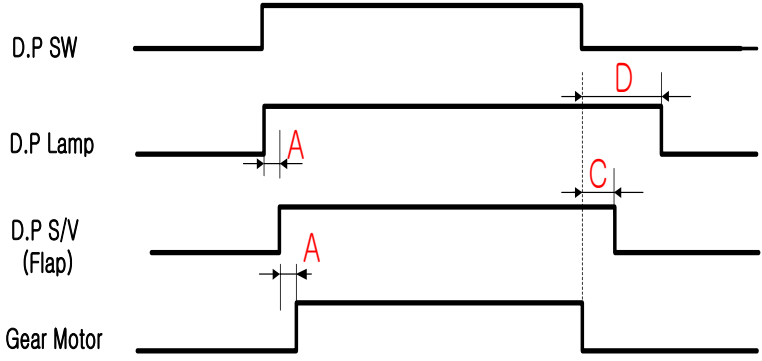 D.P SW
D
D.P Lamp
A
C
D.P S/V
(Flap)
A
Gear Motor